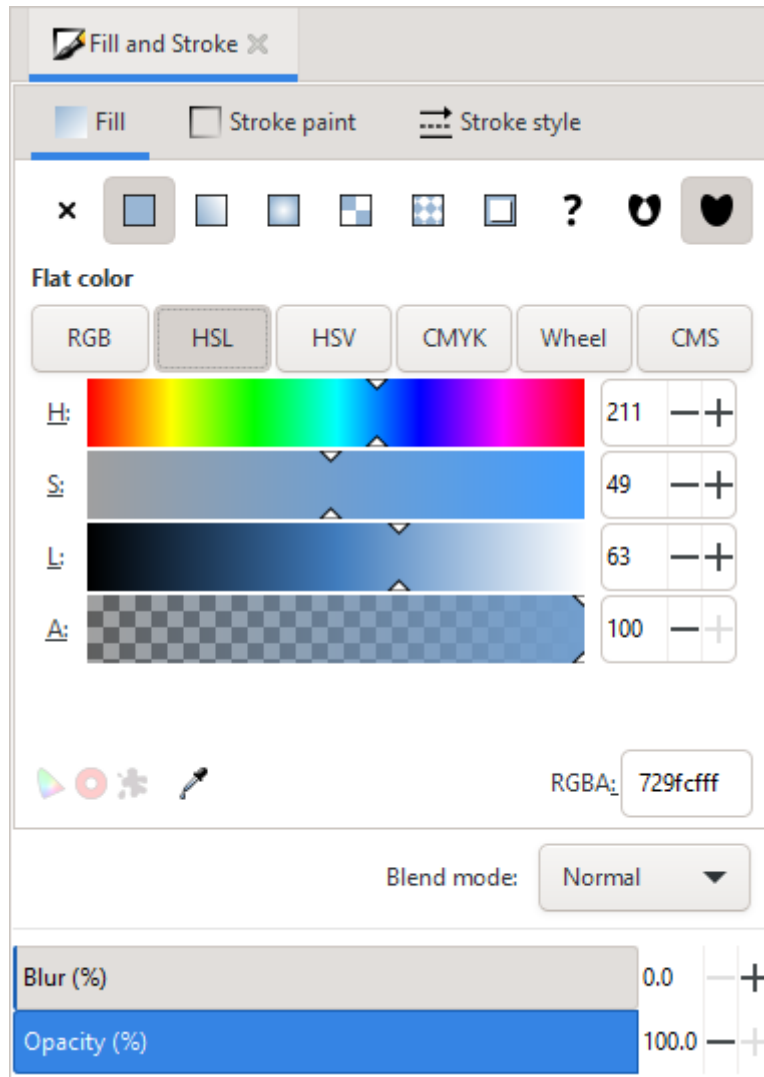 Fill and Stroke
Fill Stroke paint Stroke style
?
Flat color
RGB HSL HSV CMYK Wheel CMS
H: 211
S: 49
L: 63
A: 100
RGBA: 729fcfff
Blend mode: Normal
Blur (%) 0.0
Opacity (%) 100.0